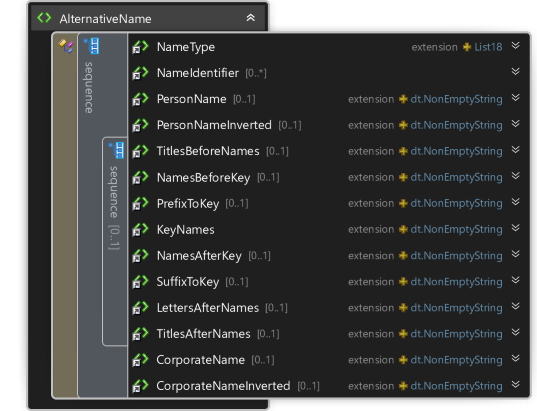 AlternativeName
sequence
NameType extension List18
NameIdentifier [0..*]
PersonName [0..1] extension dt.NonEmptyString
PersonNameInverted [0..1] extension dt.NonEmptyString
sequence [0..1]
TitlesBeforeNames [0..1] extension dt.NonEmptyString
NamesBeforeKey [0..1] extension dt.NonEmptyString
PrefixToKey [0..1] extension dt.NonEmptyString
KeyNames extension dt.NonEmptyString
NamesAfterKey [0..1] extension dt.NonEmptyString
SuffixToKey [0..1] extension dt.NonEmptyString
LettersAfterNames [0..1] extension dt.NonEmptyString
TitlesAfterNames [0..1] extension dt.NonEmptyString
CorporateName [0..1] extension dt.NonEmptyString
CorporateNameInverted [0..1] extension dt.NonEmptyString